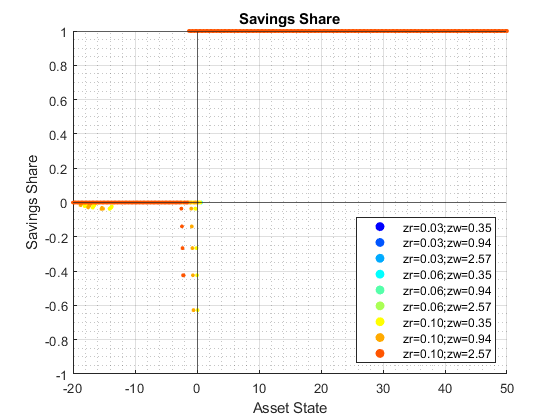 Savings Share
1
0.8
0.6
0.4
0.2
0
-0.2
-0.4
-0.6
-0.8
-1
Savings Share
zr=0.03;zw=0.35
zr=0.03;zw=0.94
zr=0.03;zw=2.57
zr=0.06;zw=0.35
zr=0.06;zw=0.94
zr=0.06;zw=2.57
zr=0.10;zw=0.35
zr=0.10;zw=0.94
zr=0.10;zw=2.57
-20 -10 0 10 20 30 40 50
Asset State